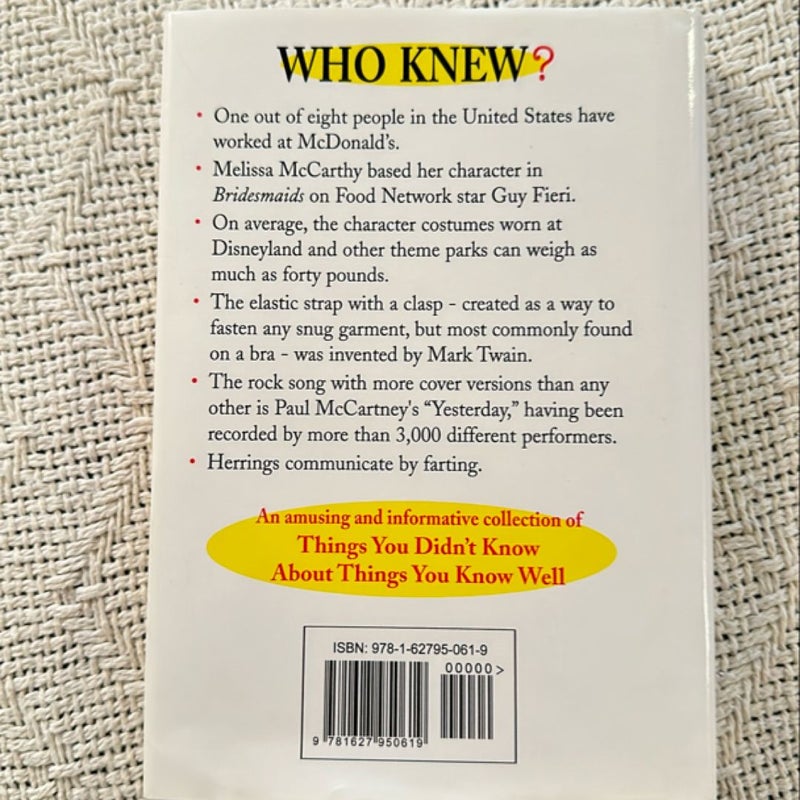 WHO KNEW?
• One out of eight people in the United States have
worked at McDonald's.
• Melissa McCarthy based her character in
Bridesmaids on Food Network star Guy Fieri.
• On average, the character costumes worn at
Disneyland and other theme parks can weigh as
much as forty pounds.
• The elastic strap with a clasp - created as a way to
fasten any snug garment, but most commonly found
on a bra - was invented by Mark Twain.
• The rock song with more cover versions than any
other is Paul McCartney's “Yesterday,” having been
recorded by more than 3,000 different performers.
• Herrings communicate by farting.
An amusing and informative collection of
Things You Didn't Know
About Things You Know Well
ISBN: 978-1-62795-061-9
00000>
9 781627 950619